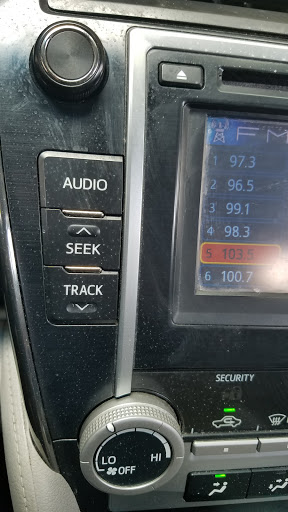 FM
1 97.3
AUDIO
2 96.5
3 99.1
SEEK
4 98.3
5 103.5
TRACK
6 100.7
SECURITY
LO HI
OFF